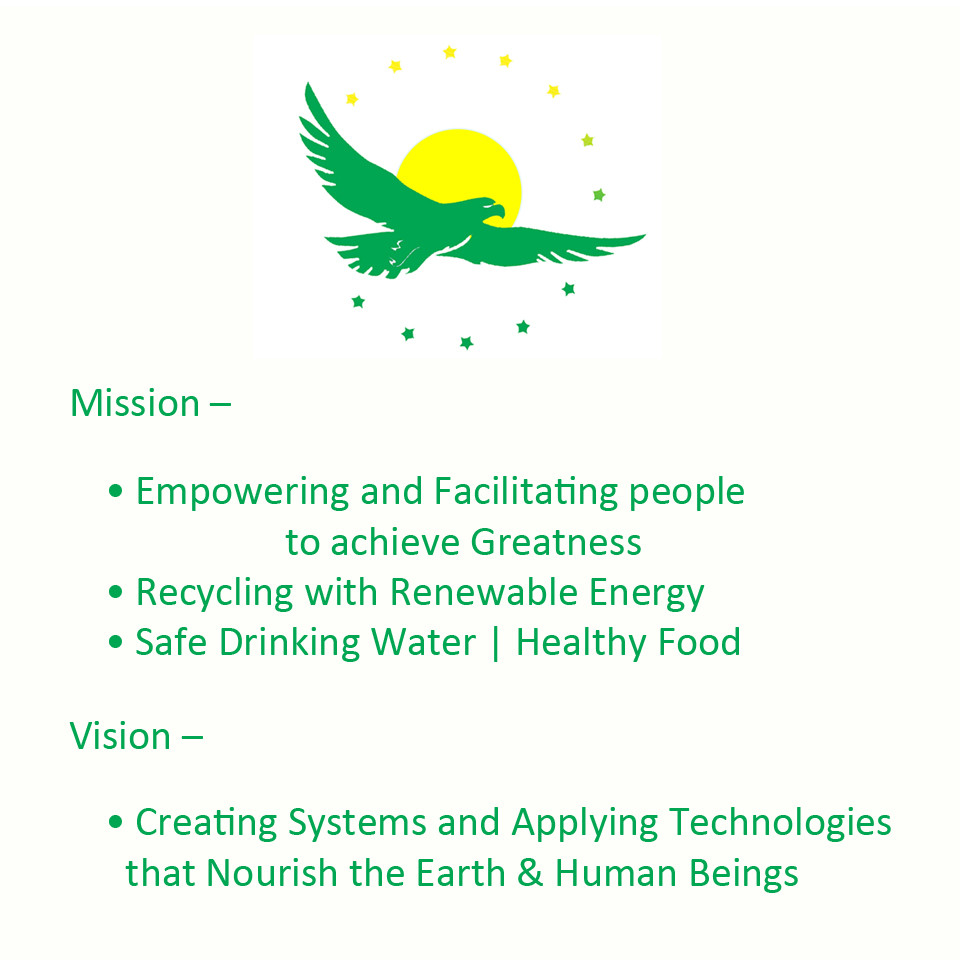 Mission –
• Empowering and Facilitating people
to achieve Greatness
• Recycling with Renewable Energy
• Safe Drinking Water | Healthy Food
Vision –
• Creating Systems and Applying Technologies
that Nourish the Earth & Human Beings